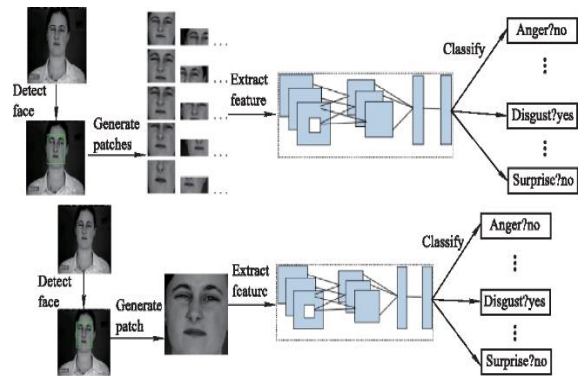 Detect
face
Generate
patches
. . .
. . .
. . .
. . .
. . .
Extract
feature
Classify
Anger?no
Disgust?yes
Surprisc?no
Detect
face
Generate
patch
Extract
feature
Classify
Anger?no
Disgust?yes
Surprise?no